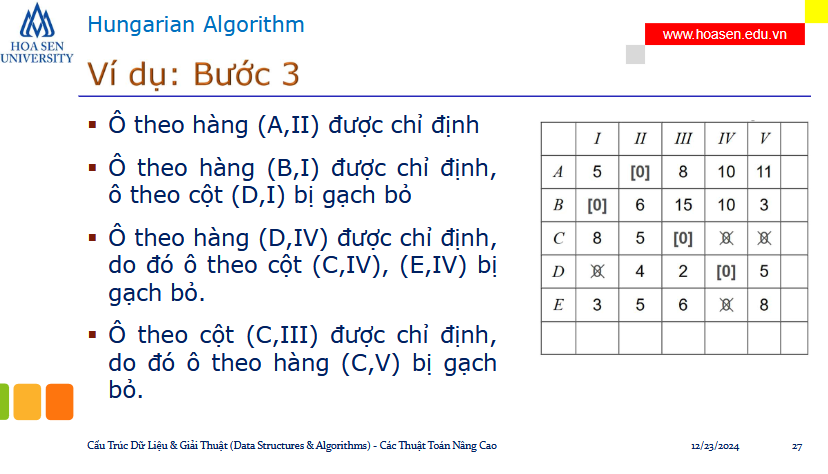 HOA SEN
UNIVERSITY
Hungarian Algorithm
www.hoasen.edu.vn
Ví dụ: Bước 3
▪ Ô theo hàng (A,II) được chỉ định
▪ Ô theo hàng (B,I) được chỉ định,
ô theo cột (D,I) bị gạch bỏ
▪ Ô theo hàng (D,IV) được chỉ định,
do đó ô theo cột (C,IV), (E,IV) bị
gạch bỏ.
▪ Ô theo cột (C,III) được chỉ định,
do đó ô theo hàng (C,V) bị gạch
bỏ.
I II III IV V
A 5 [0] 8 10 11
B [0] 6 15 10 3
C 8 5 [0] 0 0
D 0 4 2 [0] 5
E 3 5 6 0 8
Cấu Trúc Dữ Liệu & Giải Thuật (Data Structures & Algorithms) - Các Thuật Toán Nâng Cao
12/23/2024
27